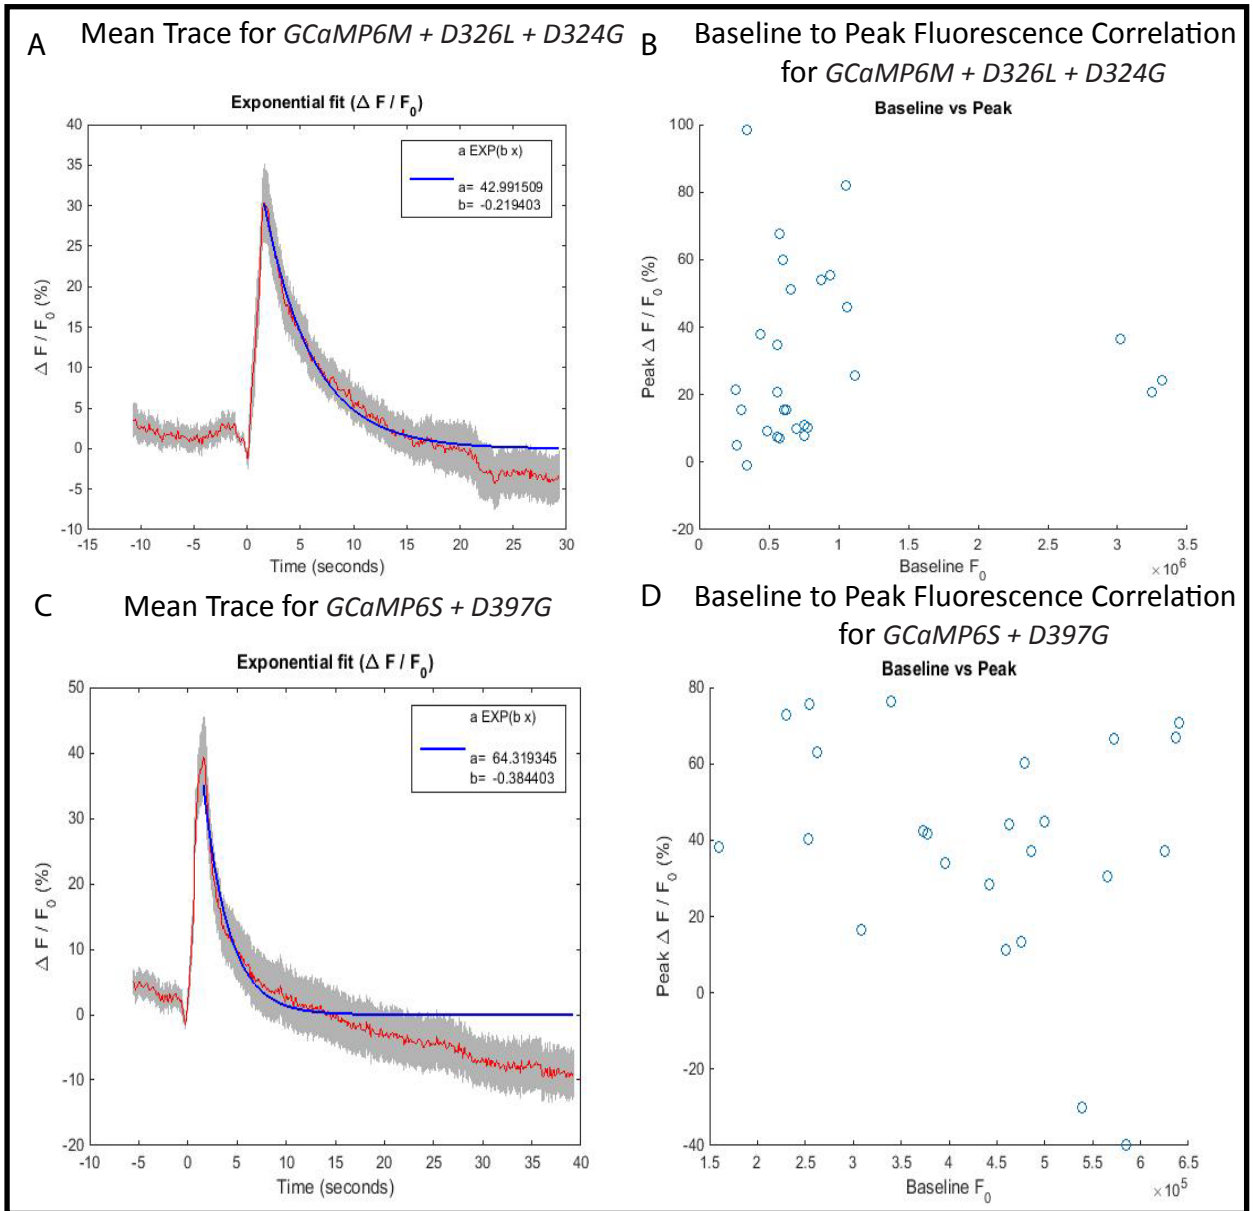 A
Mean Trace for GCaMP6M + D326L + D324G
Exponential fit (Δ F / F0)
40
35
30
25
20
15
10
5
0
-5
-10
Δ F / F0 (%)
a EXP(b x)
a= 42.991509
b= -0.219403
-15 -10 -5 0 5 10 15 20 25 30
Time (seconds)
B
Baseline to Peak Fluorescence Correlation
for GCaMP6M + D326L + D324G
Baseline vs Peak
100
80
60
40
20
0
-20
Peak Δ F / F0 (%)
0 0.5 1 1.5 2 2.5 3 3.5
Baseline F0
×10^6
C
Mean Trace for GCaMP6S + D397G
Exponential fit (Δ F / F0)
50
40
30
20
10
0
-10
-20
Δ F / F0 (%)
a EXP(b x)
a= 64.319345
b= -0.384403
-10 -5 0 5 10 15 20 25 30 35 40
Time (seconds)
D
Baseline to Peak Fluorescence Correlation
for GCaMP6S + D397G
Baseline vs Peak
80
60
40
20
0
-20
-40
Peak Δ F / F0 (%)
1.5 2 2.5 3 3.5 4 4.5 5 5.5 6 6.5
Baseline F0
×10^5